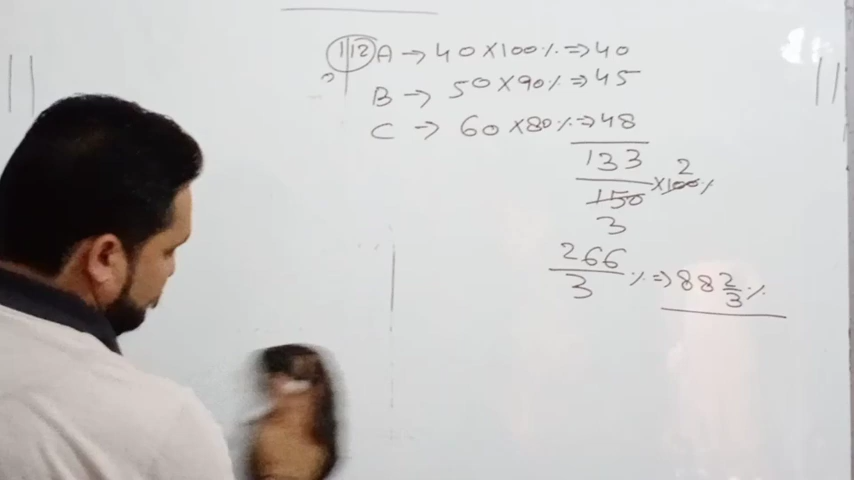 112 A → 40 × 100% ⇒ 40
B → 50 × 90% ⇒ 45
C → 60 × 80% ⇒ 48
133
150 × 100% 2
3
266
3 % ⇒ 88 2/3 %